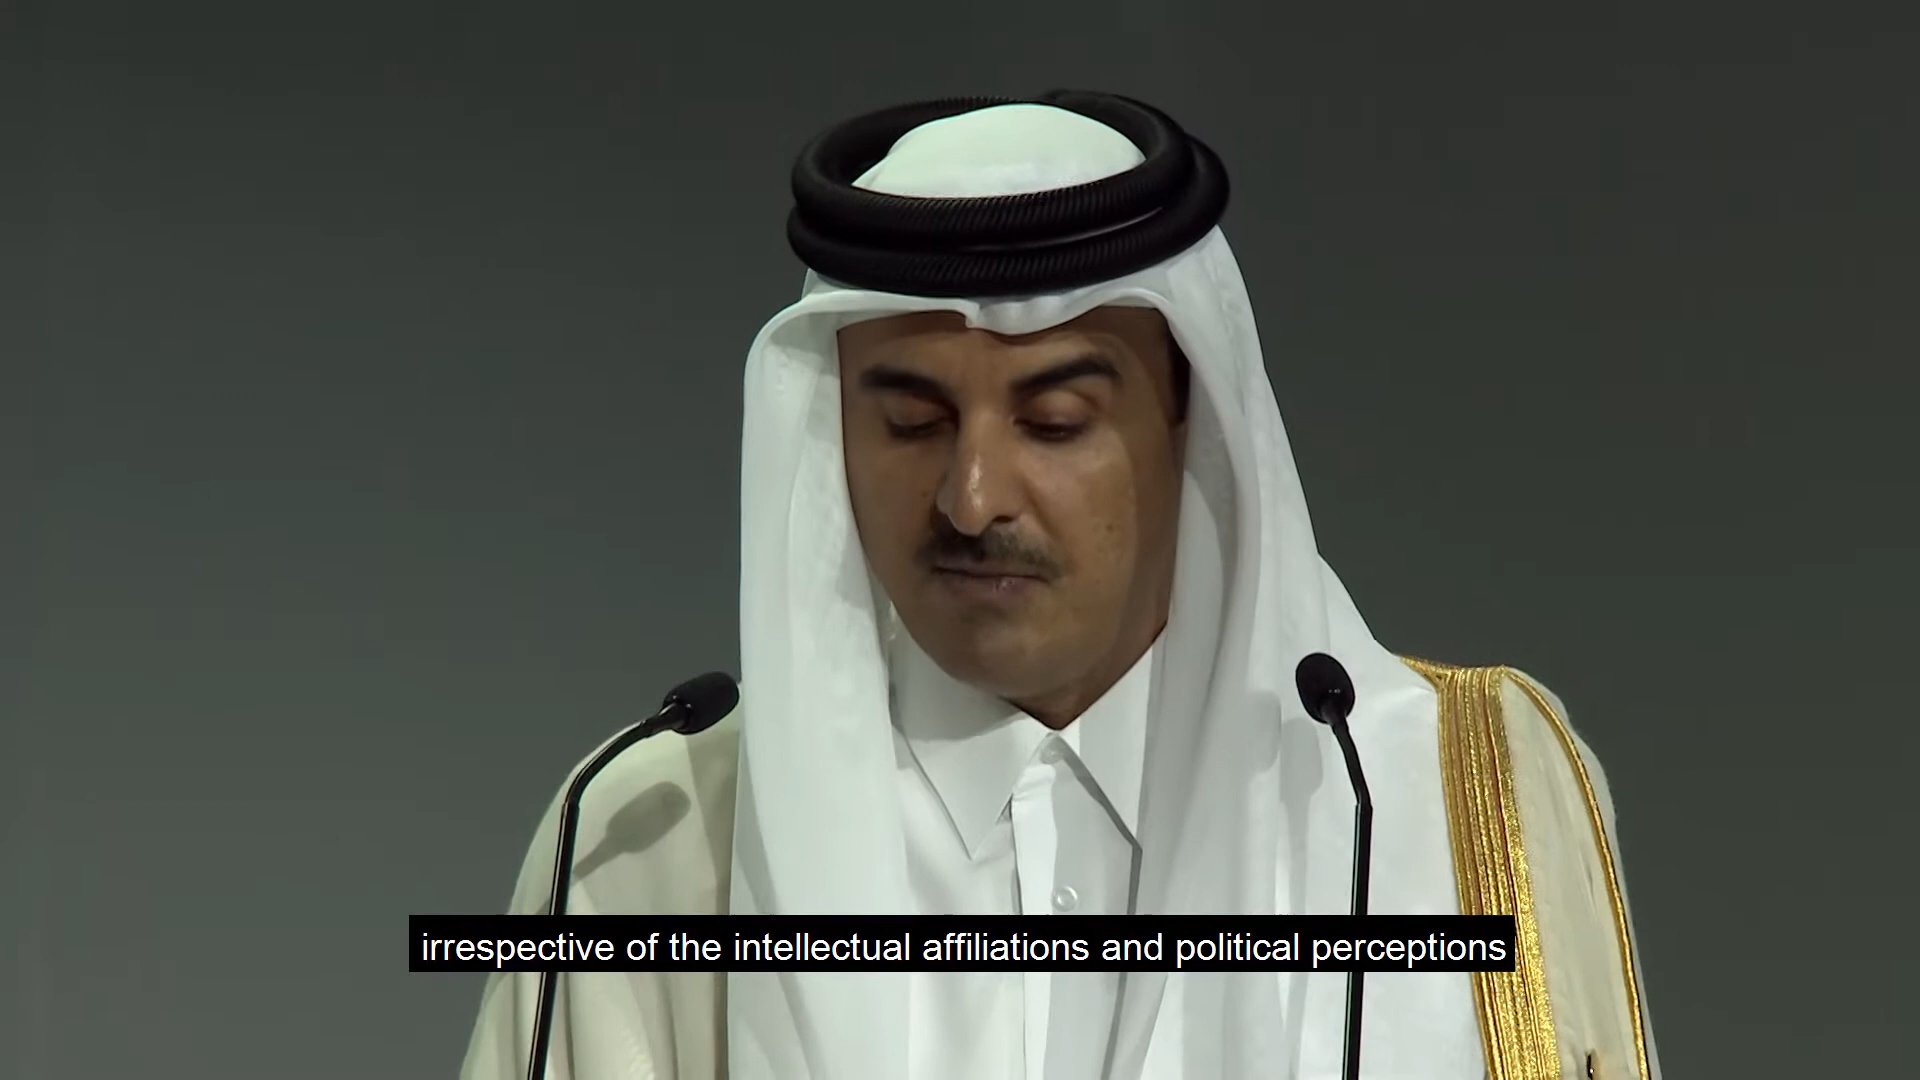 irrespective of the intellectual affiliations and political perceptions